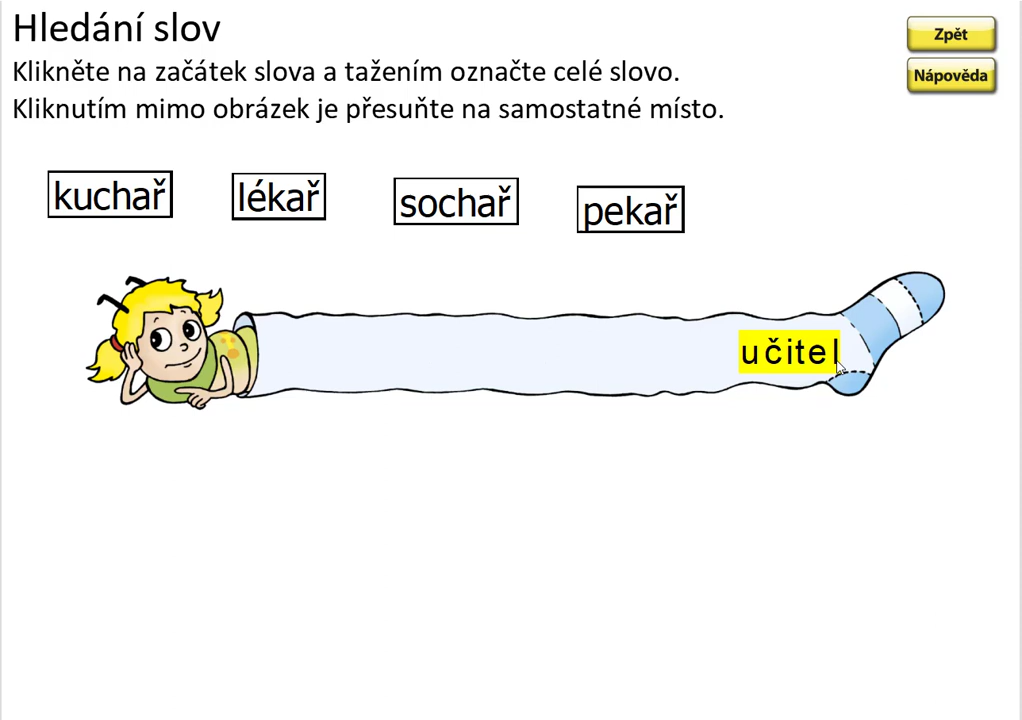 Hledání slov
Klikněte na začátek slova a tažením označte celé slovo.
Kliknutím mimo obrázek je přesuňte na samostatné místo.
Zpět
Nápověda
kuchař lékař sochař pekař
učitel